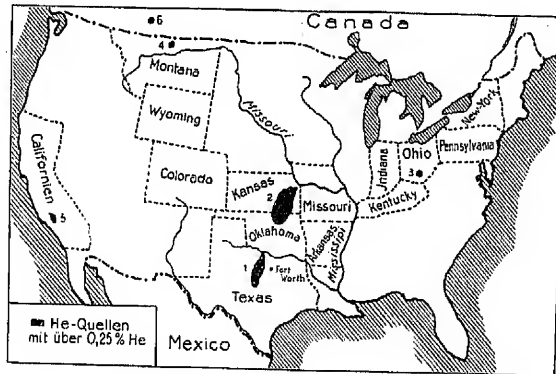 6
Canada
4
Montana
Missouri
Wyoming
New-York
Californien
Colorado
Kansas
2
Missouri
Indiana
Ohio
3
Pennsylvania
Kentucky
5
Oklahoma
Arkansas
Mississippi
1
Fort
Worth
Texas
He-Quellen
mit über 0,25% He
Mexico